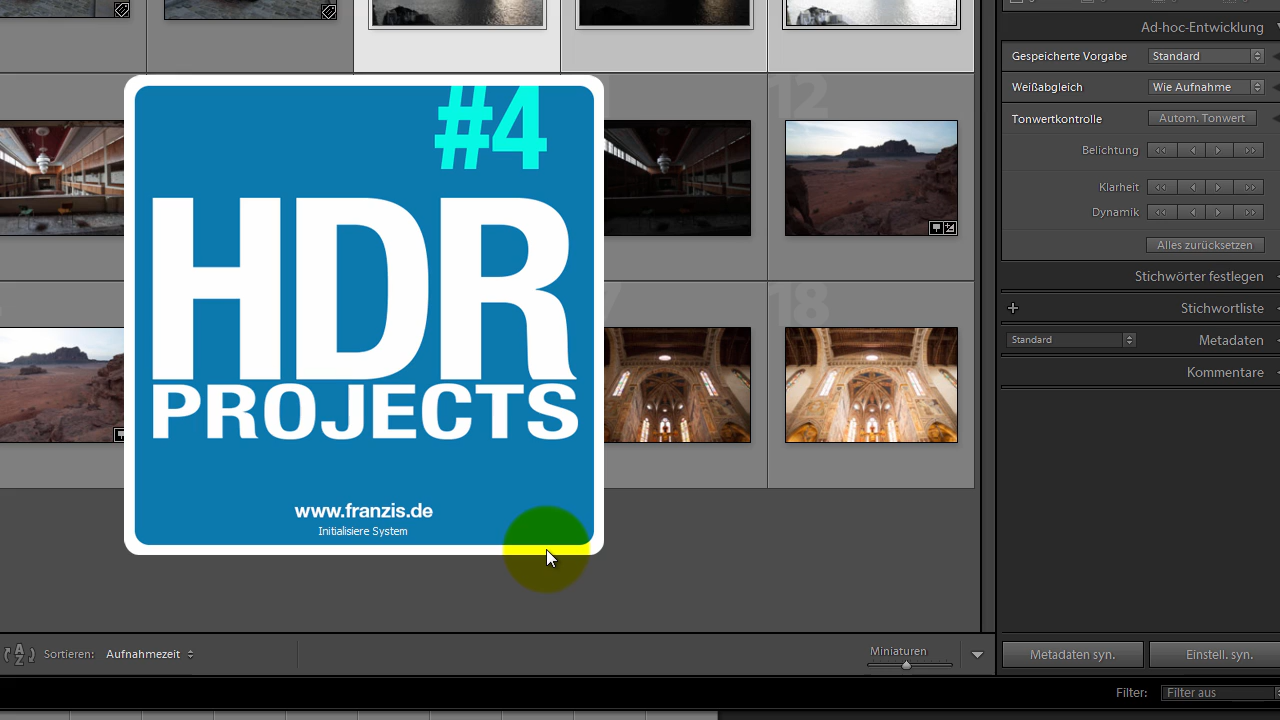 Ad-hoc-Entwicklung
Gespeicherte Vorgabe Standard
Weißabgleich Wie Aufnahme
12
Tonwertkontrolle Autom. Tonwert
Belichtung
Klarheit
Dynamik
Alles zurücksetzen
#4
HDR
PROJECTS
www.franzis.de
Initialisiere System
Stichwörter festlegen
18
Stichwortliste
Standard Metadaten
Kommentare
Sortieren: Aufnahmezeit
Miniaturen
Metadaten syn. Einstell. syn.
Filter: Filter aus